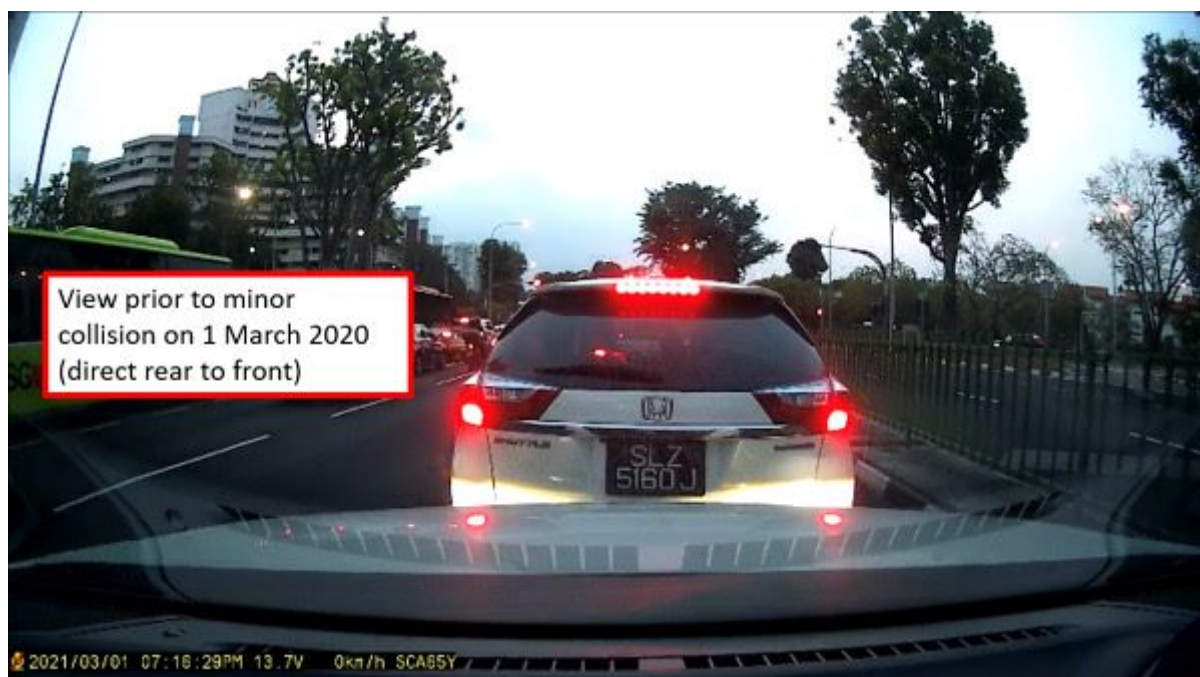 View prior to minor
collision on 1 March 2020
(direct rear to front)
SHUTTLE
SLZ
5160J
2021/03/01 07:16:29PM 13.7V 0km/h SCA65Y